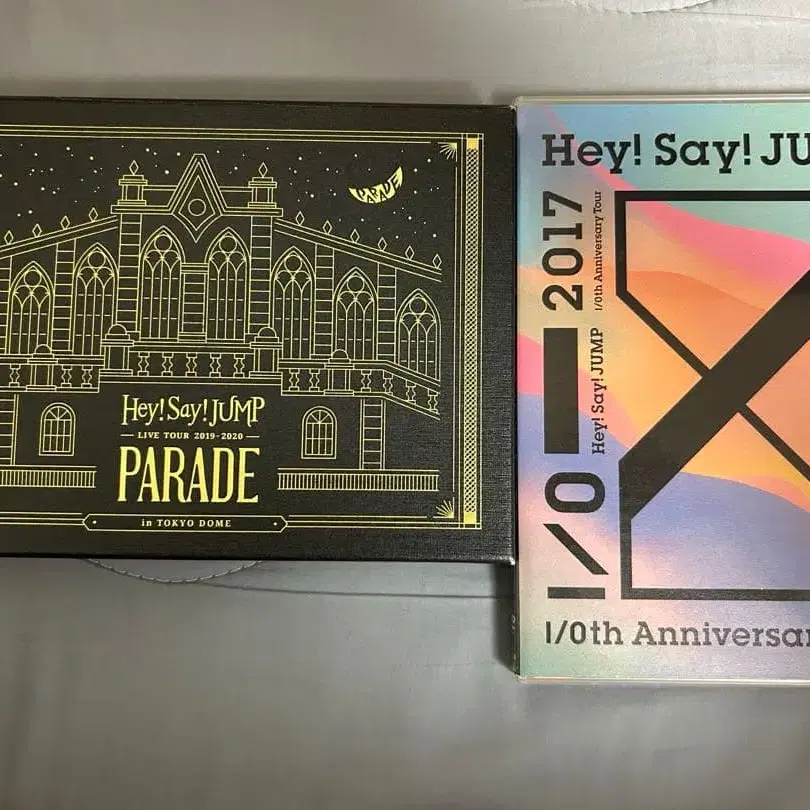 PARADE
Hey! Say! JUMP
LIVE TOUR 2019-2020
PARADE
in TOKYO DOME
Hey! Say! JU
I/O
2017
Hey! Say! JUMP
I/0th Anniversary Tour
I/0th Anniversar